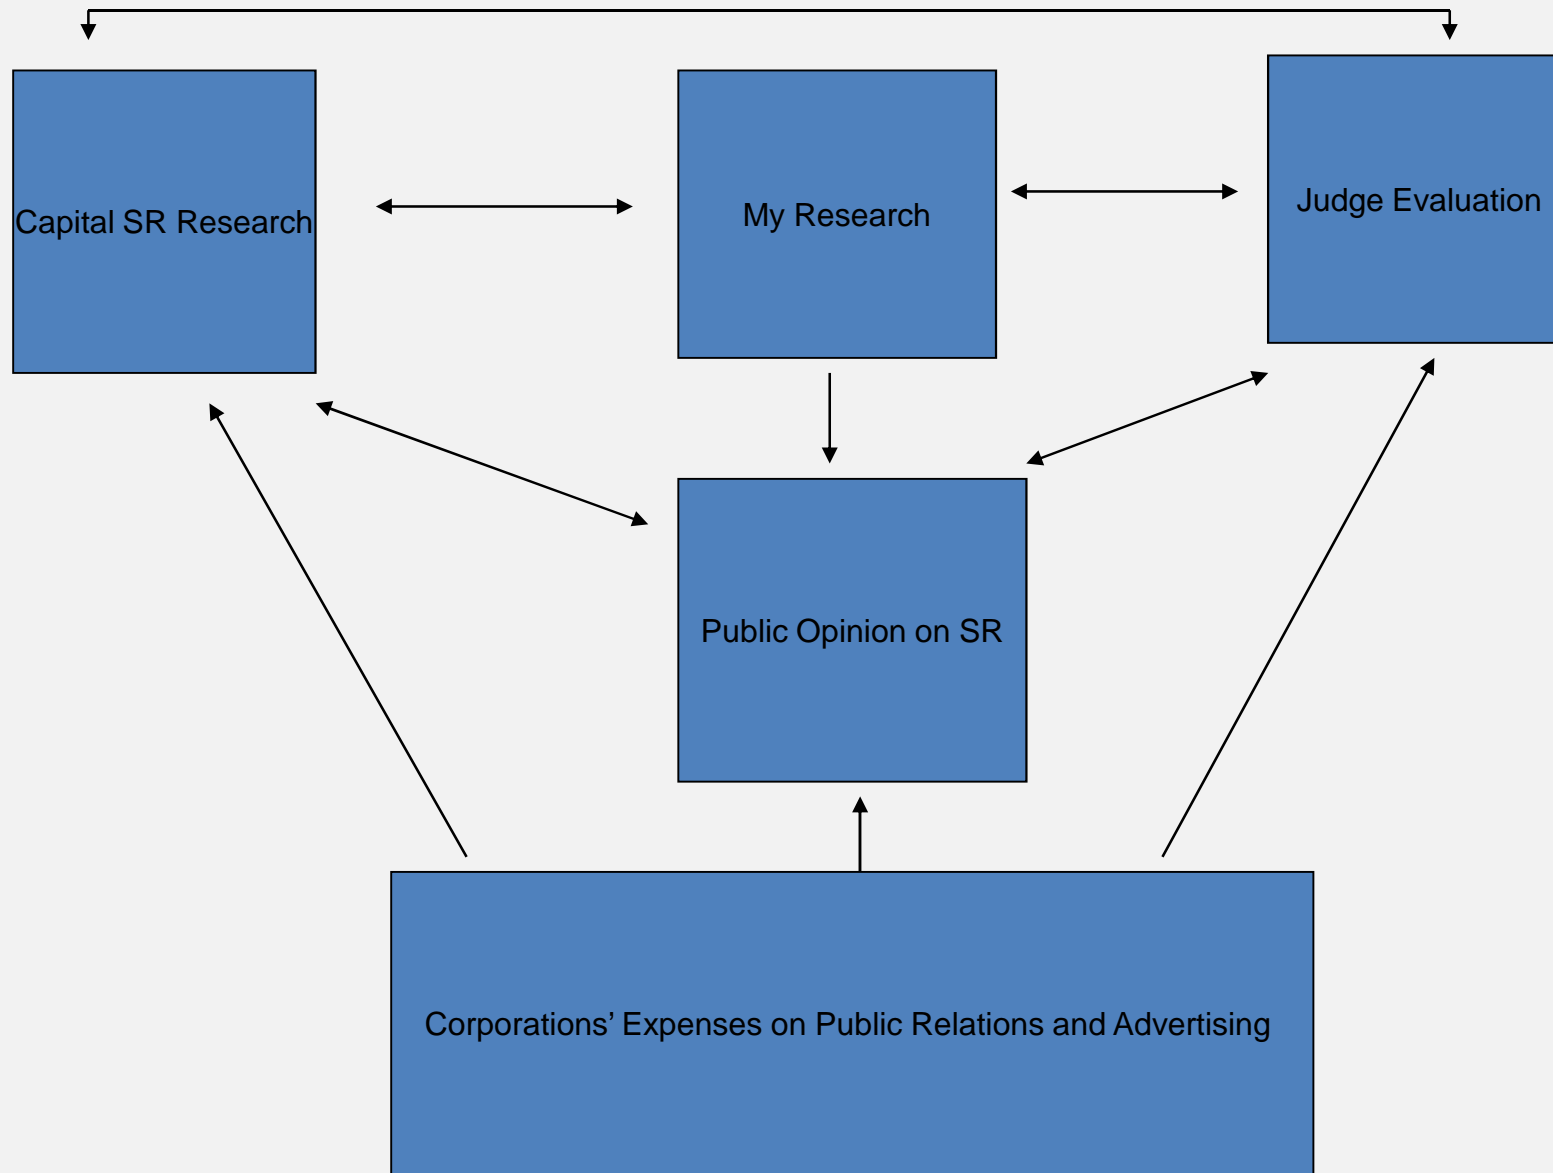 Capital SR Research
My Research
Judge Evaluation
Public Opinion on SR
Corporations’ Expenses on Public Relations and Advertising